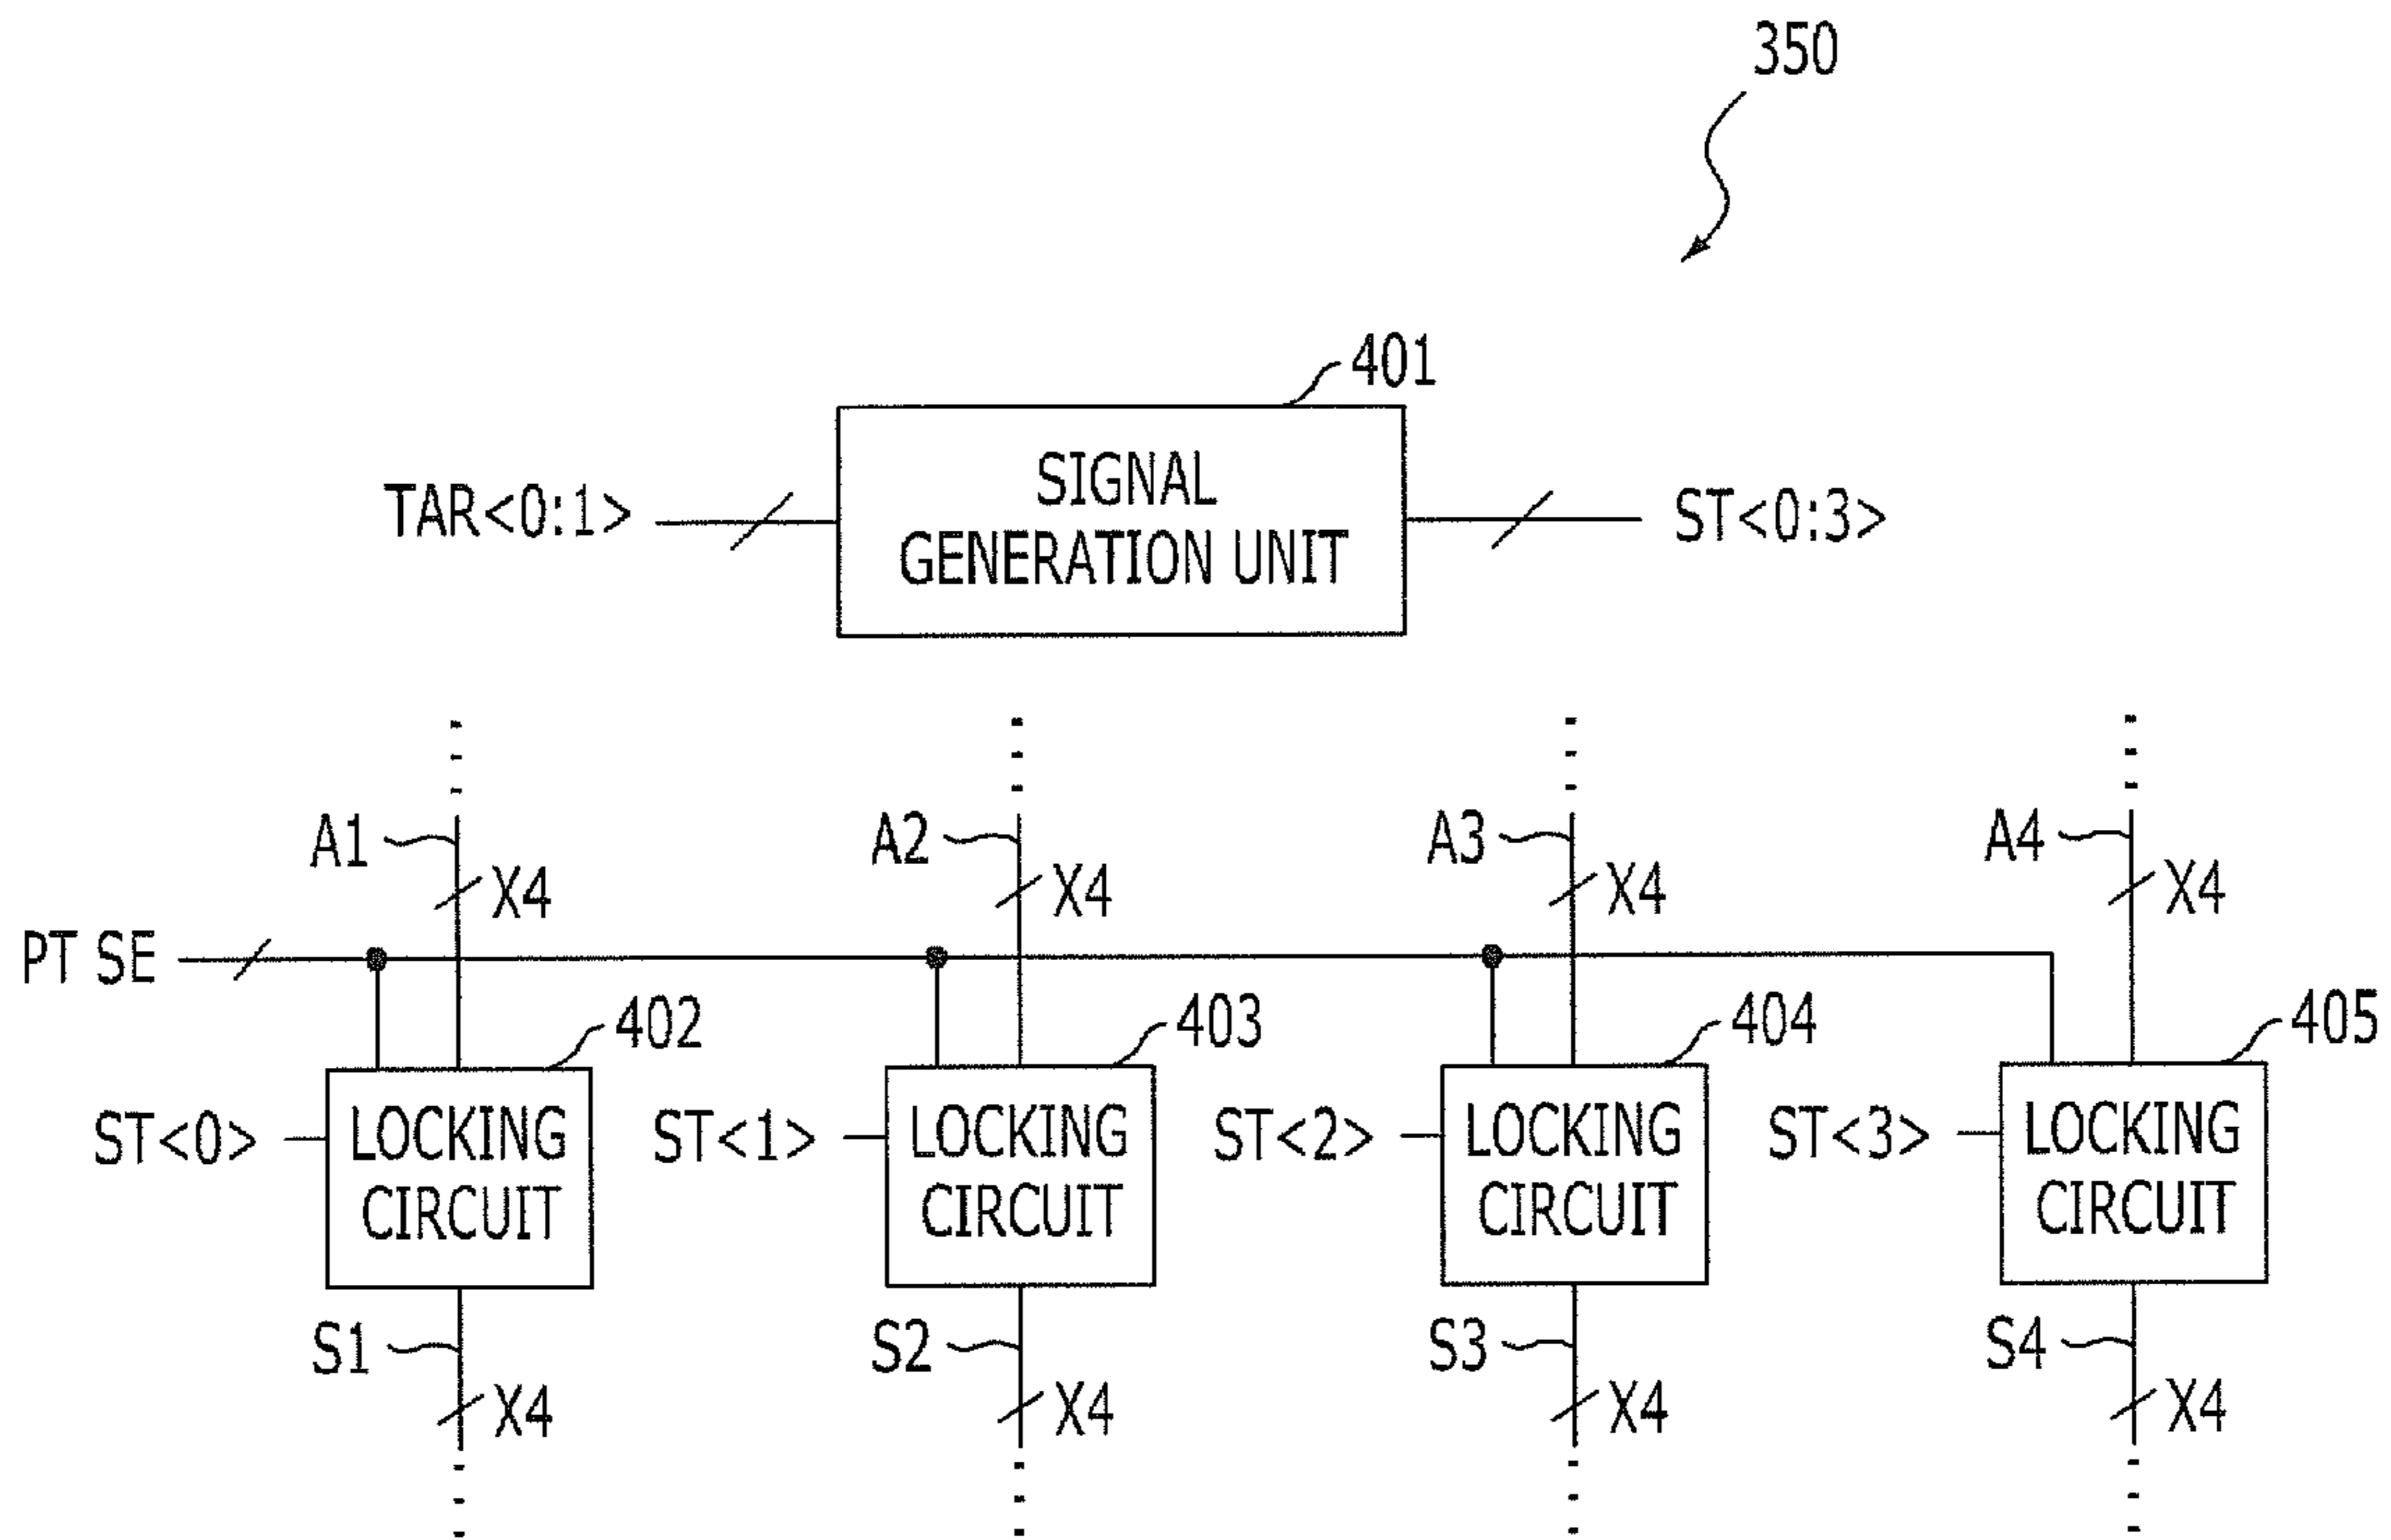 350
401
TAR<0:1>
SIGNAL
GENERATION UNIT
ST<0:3>
A1
X4
A2
X4
A3
X4
A4
X4
PT SE
402
403
404
405
ST<0>
LOCKING
CIRCUIT
ST<1>
LOCKING
CIRCUIT
ST<2>
LOCKING
CIRCUIT
ST<3>
LOCKING
CIRCUIT
S1
X4
S2
X4
S3
X4
S4
X4